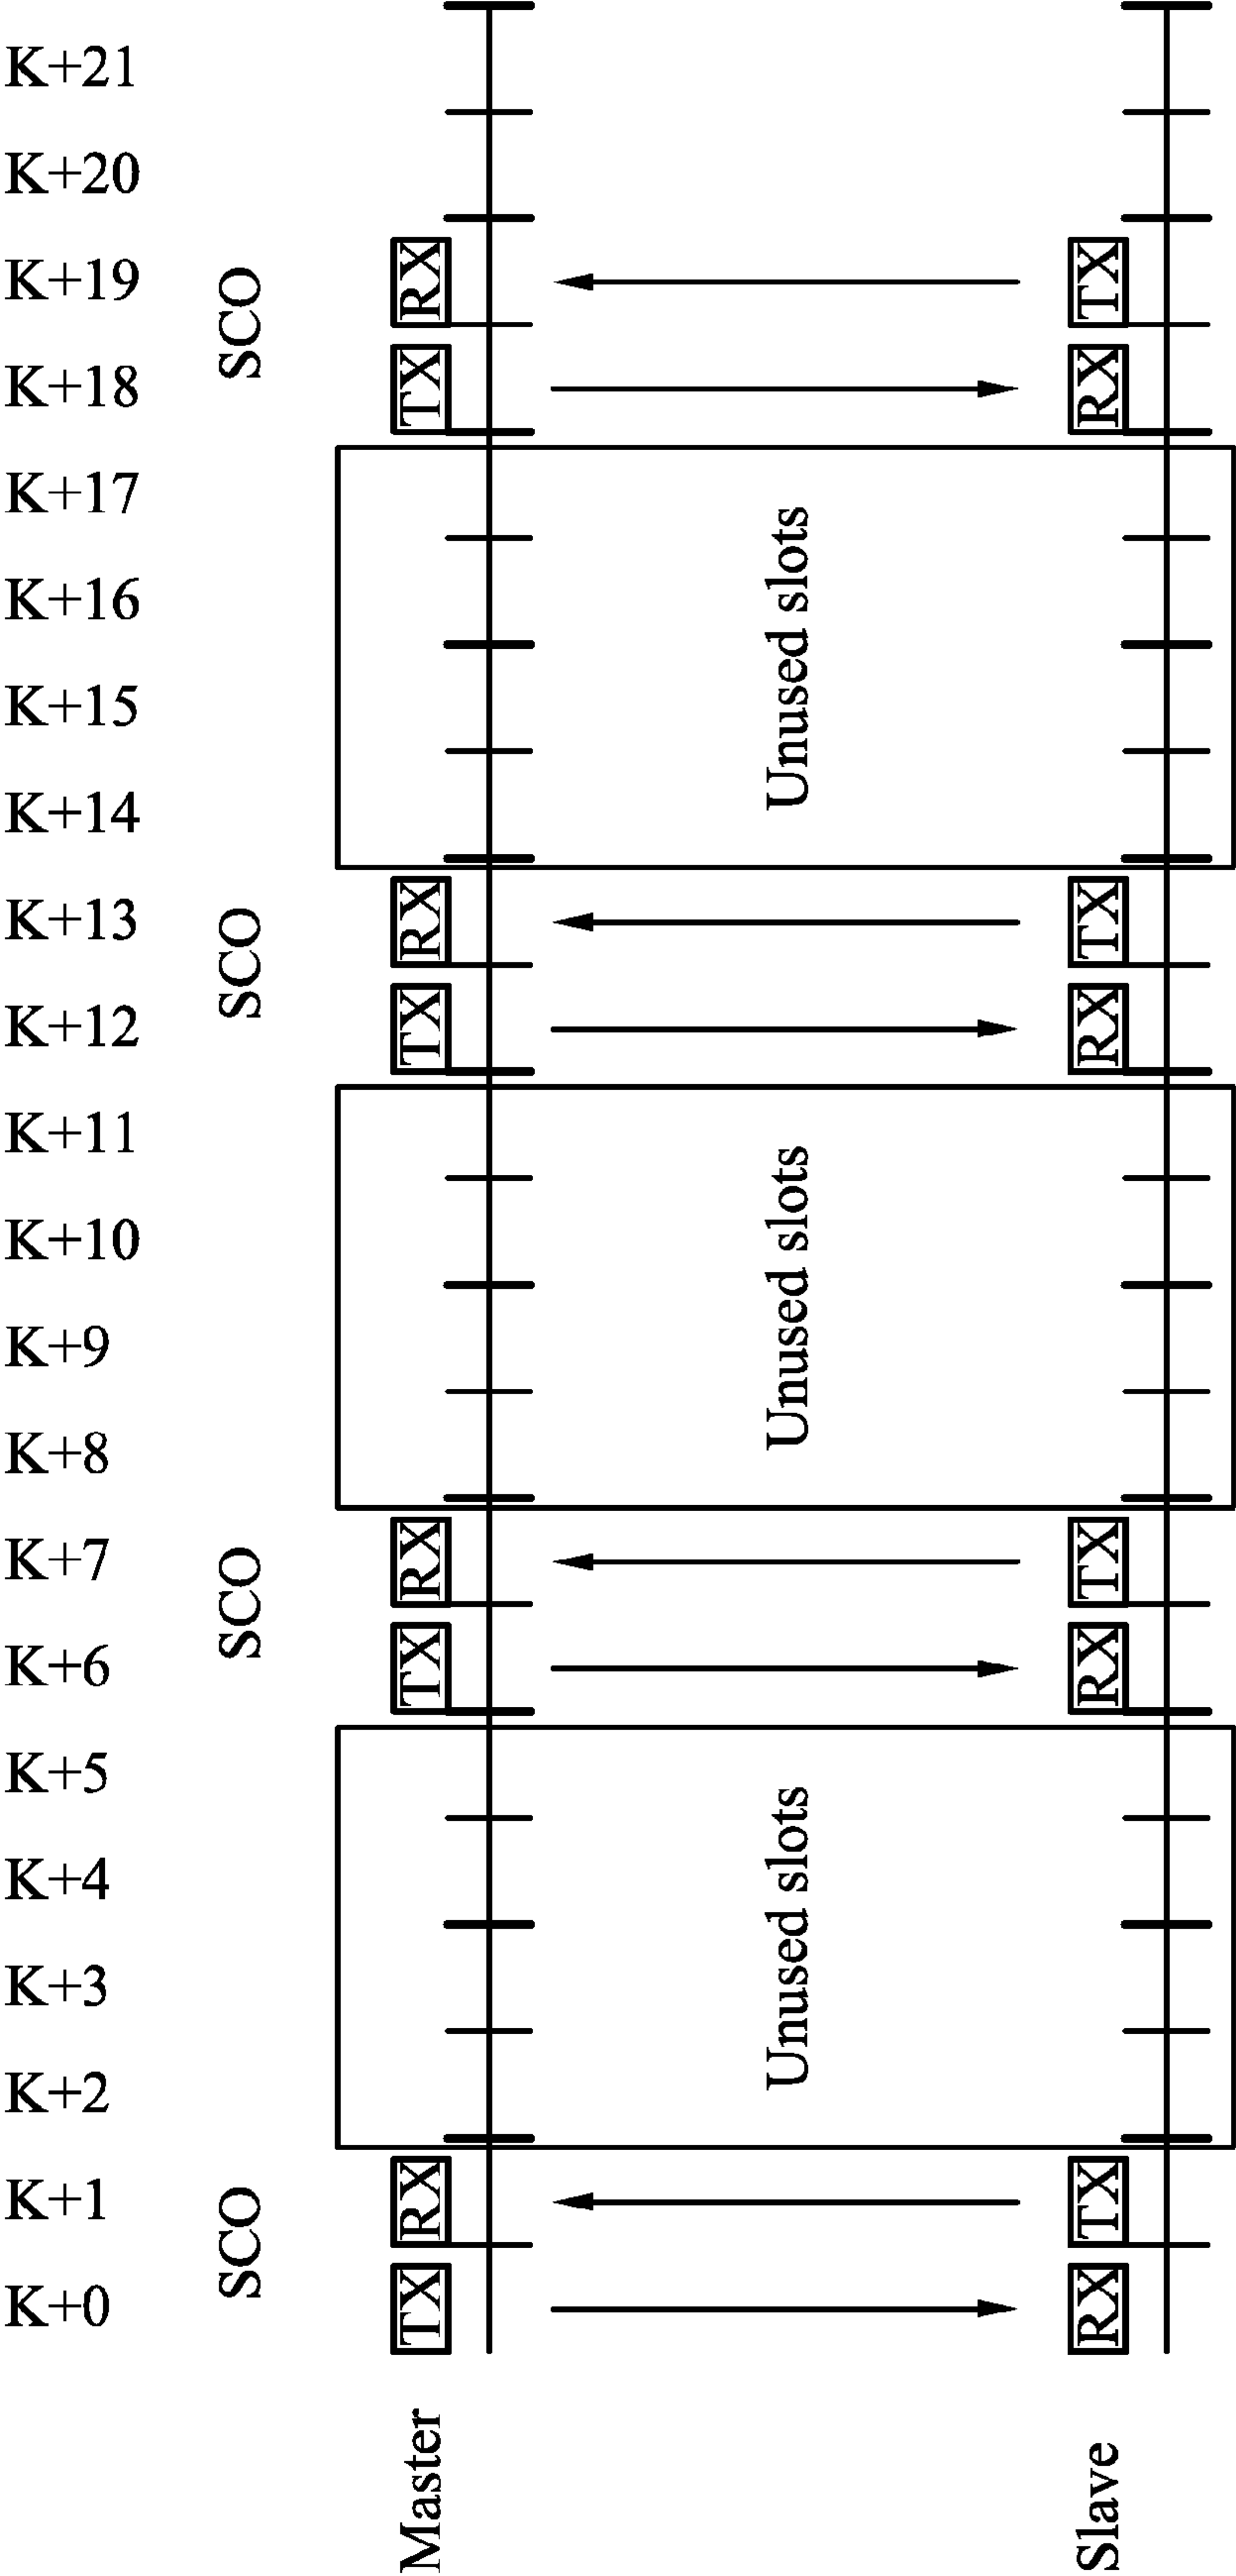 K+21
K+20
K+19
SCO
RX
TX
K+18
TX
RX
K+17
Unused slots
K+16
K+15
K+14
K+13
SCO
RX
TX
K+12
TX
RX
K+11
Unused slots
K+10
K+9
K+8
K+7
SCO
RX
TX
K+6
TX
RX
K+5
Unused slots
K+4
K+3
K+2
K+1
SCO
RX
TX
K+0
TX
RX
Master
Slave